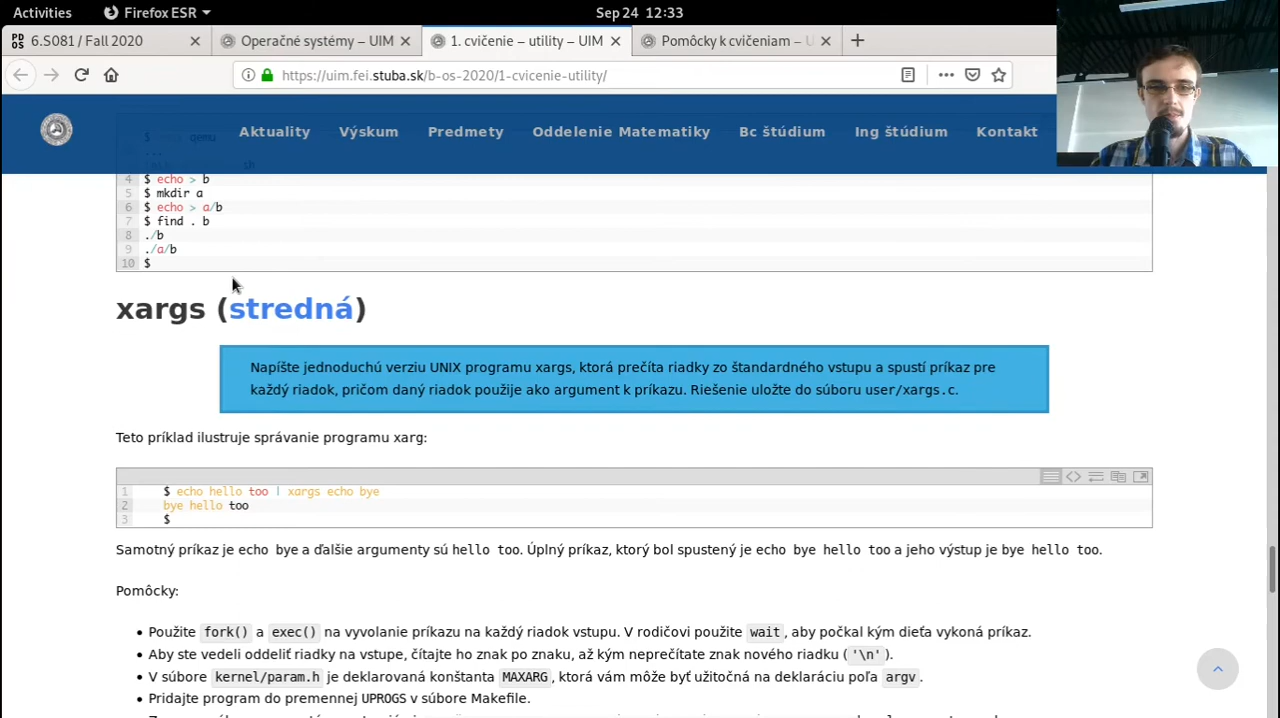 Activities Firefox ESR Sep 24 12:33
PD OS 6.S081 / Fall 2020 Operačné systémy – UIM 1. cvičenie – utility – UIM Pomôcky k cvičeniam – U
https://uim.fei.stuba.sk/b-os-2020/1-cvicenie-utility/
Aktuality Výskum Predmety Oddelenie Matematiky Bc štúdium Ing štúdium Kontakt
4 $ echo > b
5 $ mkdir a
6 $ echo > a/b
7 $ find . b
8 ./b
9 ./a/b
10 $
xargs (stredná)
Napíšte jednoduchú verziu UNIX programu xargs, ktorá prečíta riadky zo štandardného vstupu a spustí príkaz pre
každý riadok, pričom daný riadok použije ako argument k príkazu. Riešenie uložte do súboru user/xargs.c.
Teto príklad ilustruje správanie programu xarg:
1 $ echo hello too | xargs echo bye
2 bye hello too
3 $
Samotný príkaz je echo bye a ďalšie argumenty sú hello too. Úplný príkaz, ktorý bol spustený je echo bye hello too a jeho výstup je bye hello too.
Pomôcky:
• Použite fork() a exec() na vyvolanie príkazu na každý riadok vstupu. V rodičovi použite wait, aby počkal kým dieťa vykoná príkaz.
• Aby ste vedeli oddeliť riadky na vstupe, čítajte ho znak po znaku, až kým neprečítate znak nového riadku ('\n').
• V súbore kernel/param.h je deklarovaná konštanta MAXARG, ktorá vám môže byť užitočná na deklaráciu poľa argv.
• Pridajte program do premennej UPROGS v súbore Makefile.